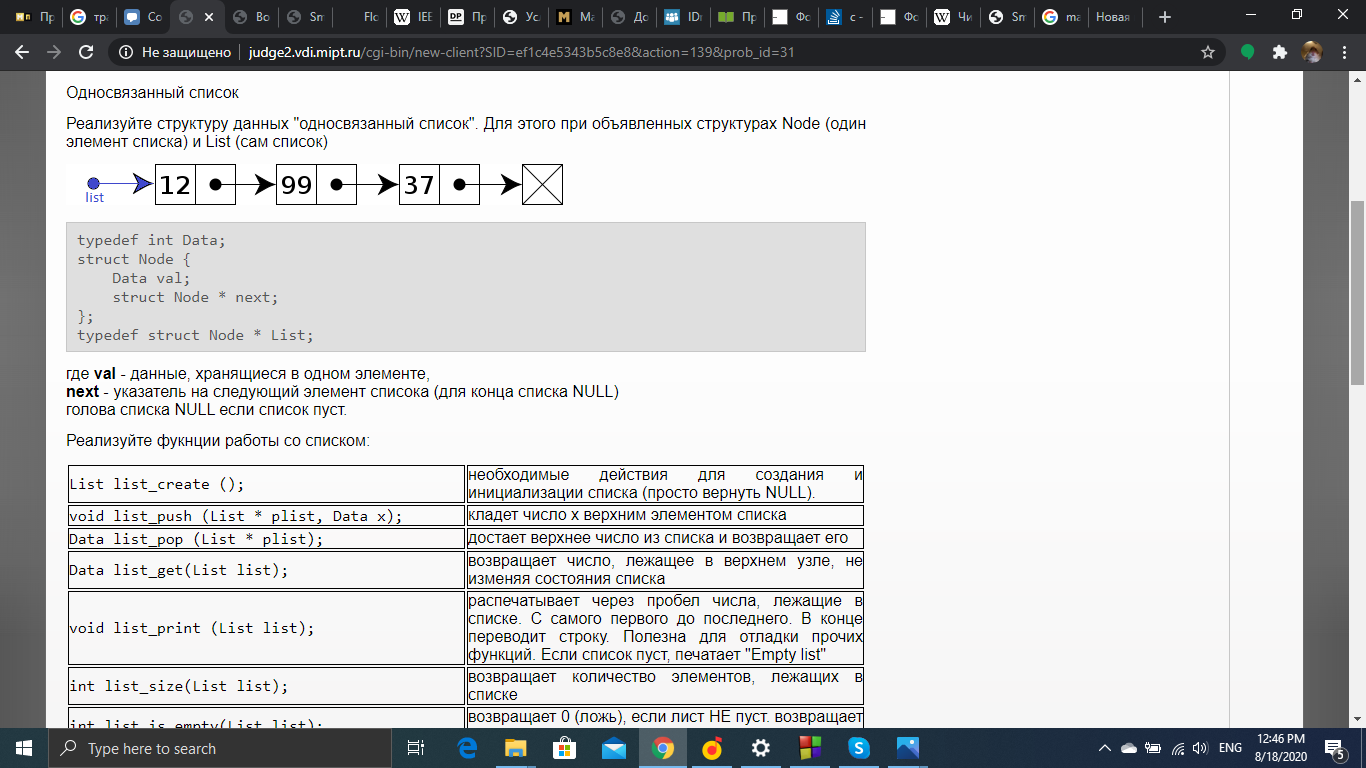 Пр
тра
Co
Во
Sm
Flo
IEE
DP Пр
Ус
M Ма
До
IDI
Пр
Фо
c -
Фо
Чи
Sm
ma
Новая
Не защищено | judge2.vdi.mipt.ru/cgi-bin/new-client?SID=ef1c4e5343b5c8e8&action=139&prob_id=31
Односвязанный список
Реализуйте структуру данных "односвязанный список". Для этого при объявленных структурах Node (один
элемент списка) и List (сам список)
list 12 99 37
typedef int Data;
struct Node {
    Data val;
    struct Node * next;
};
typedef struct Node * List;
где val - данные, хранящиеся в одном элементе,
next - указатель на следующий элемент списока (для конца списка NULL)
голова списка NULL если список пуст.
Реализуйте фукнции работы со списком:
List list_create ();
необходимые действия для создания и
инициализации списка (просто вернуть NULL).
void list_push (List * plist, Data x);
кладет число x верхним элементом списка
Data list_pop (List * plist);
достает верхнее число из списка и возвращает его
Data list_get(List list);
возвращает число, лежащее в верхнем узле, не
изменяя состояния списка
void list_print (List list);
распечатывает через пробел числа, лежащие в
списке. С самого первого до последнего. В конце
переводит строку. Полезна для отладки прочих
функций. Если список пуст, печатает "Empty list"
int list_size(List list);
возвращает количество элементов, лежащих в
списке
int list_is_empty(List list);
возвращает 0 (ложь), если лист НЕ пуст. возвращает
Type here to search
ENG
12:46 PM
8/18/2020
5